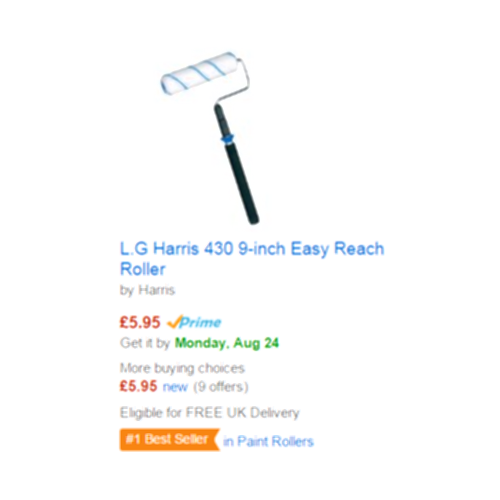 L.G Harris 430 9-inch Easy Reach
Roller
by Harris
£5.95 Prime
Get it by Monday, Aug 24
More buying choices
£5.95 new (9 offers)
Eligible for FREE UK Delivery
#1 Best Seller in Paint Rollers